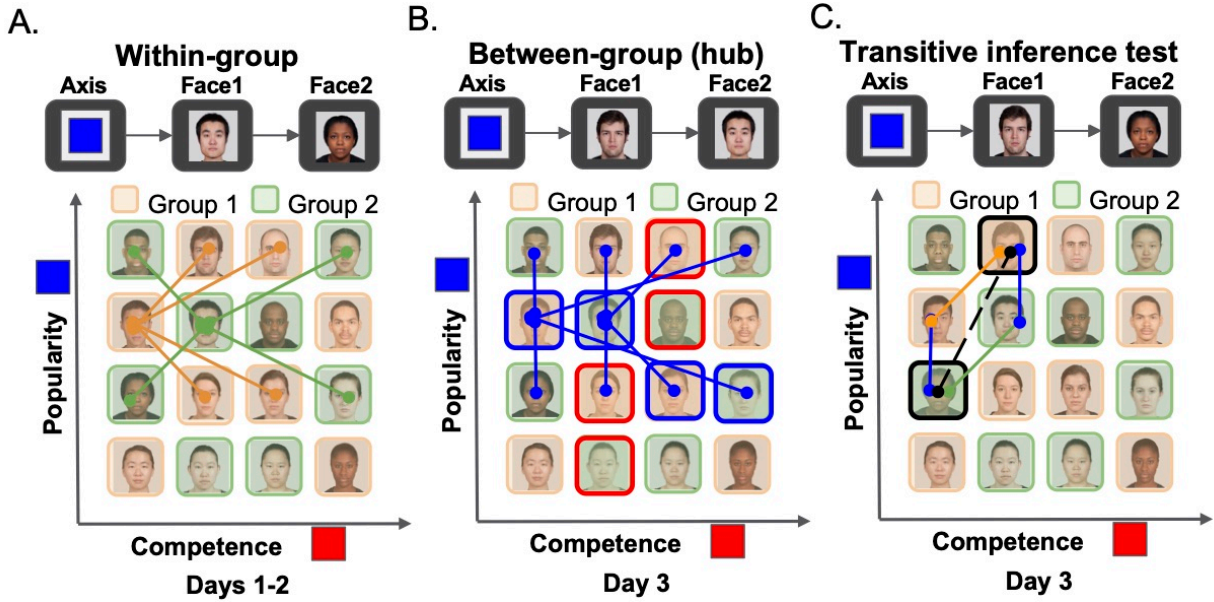 A.
Within-group
Axis
Face1
Face2
Group 1
Group 2
Popularity
Competence
Days 1-2
B.
Between-group (hub)
Axis
Face1
Face2
Group 1
Group 2
Popularity
Competence
Day 3
C.
Transitive inference test
Axis
Face1
Face2
Group 1
Group 2
Popularity
Competence
Day 3